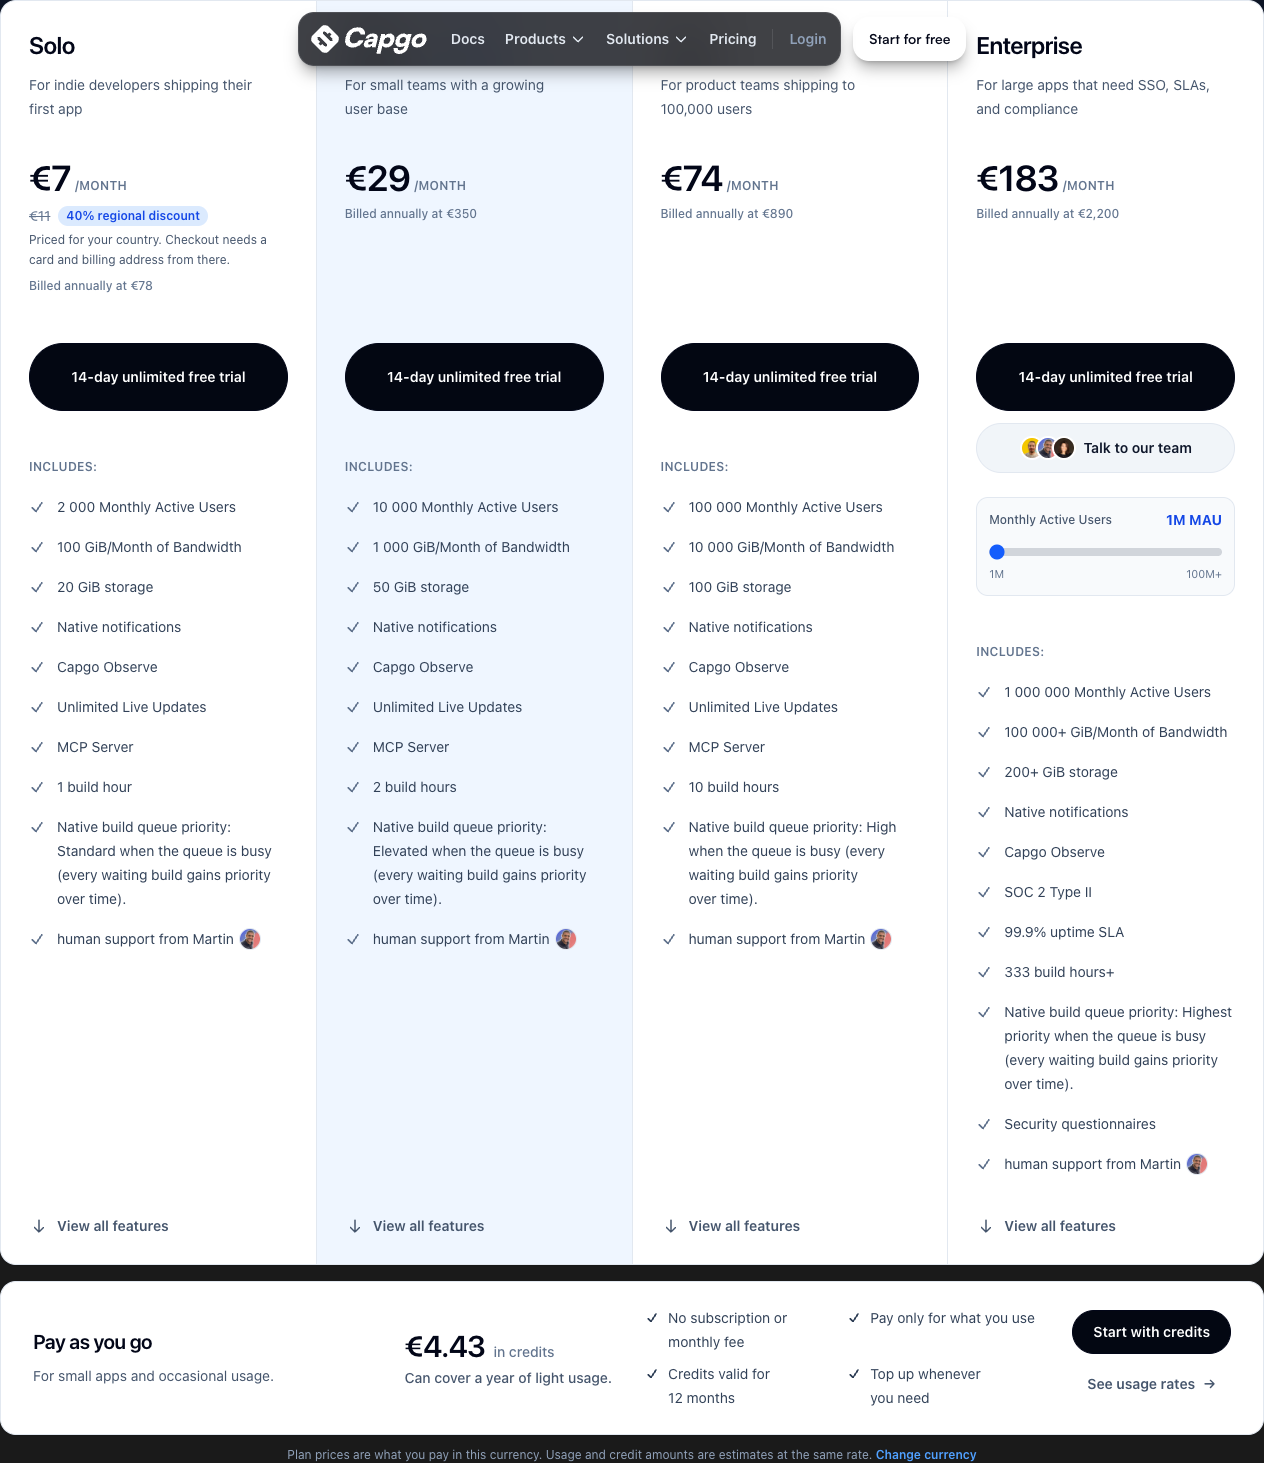 Capgo
Docs
Products
Solutions
Pricing
Login
Start for free
Solo
For indie developers shipping their
first app
€7 /MONTH
€11 40% regional discount
Priced for your country. Checkout needs a
card and billing address from there.
Billed annually at €78
14-day unlimited free trial
INCLUDES:
2 000 Monthly Active Users
100 GiB/Month of Bandwidth
20 GiB storage
Native notifications
Capgo Observe
Unlimited Live Updates
MCP Server
1 build hour
Native build queue priority:
Standard when the queue is busy
(every waiting build gains priority
over time).
human support from Martin
View all features
For small teams with a growing
user base
€29 /MONTH
Billed annually at €350
14-day unlimited free trial
INCLUDES:
10 000 Monthly Active Users
1 000 GiB/Month of Bandwidth
50 GiB storage
Native notifications
Capgo Observe
Unlimited Live Updates
MCP Server
2 build hours
Native build queue priority:
Elevated when the queue is busy
(every waiting build gains priority
over time).
human support from Martin
View all features
For product teams shipping to
100,000 users
€74 /MONTH
Billed annually at €890
14-day unlimited free trial
INCLUDES:
100 000 Monthly Active Users
10 000 GiB/Month of Bandwidth
100 GiB storage
Native notifications
Capgo Observe
Unlimited Live Updates
MCP Server
10 build hours
Native build queue priority: High
when the queue is busy (every
waiting build gains priority
over time).
human support from Martin
View all features
Enterprise
For large apps that need SSO, SLAs,
and compliance
€183 /MONTH
Billed annually at €2,200
14-day unlimited free trial
Talk to our team
Monthly Active Users 1M MAU
1M 100M+
INCLUDES:
1 000 000 Monthly Active Users
100 000+ GiB/Month of Bandwidth
200+ GiB storage
Native notifications
Capgo Observe
SOC 2 Type II
99.9% uptime SLA
333 build hours+
Native build queue priority: Highest
priority when the queue is busy
(every waiting build gains priority
over time).
Security questionnaires
human support from Martin
View all features
Pay as you go
For small apps and occasional usage.
€4.43 in credits
Can cover a year of light usage.
No subscription or
monthly fee
Pay only for what you use
Credits valid for
12 months
Top up whenever
you need
Start with credits
See usage rates →
Plan prices are what you pay in this currency. Usage and credit amounts are estimates at the same rate. Change currency